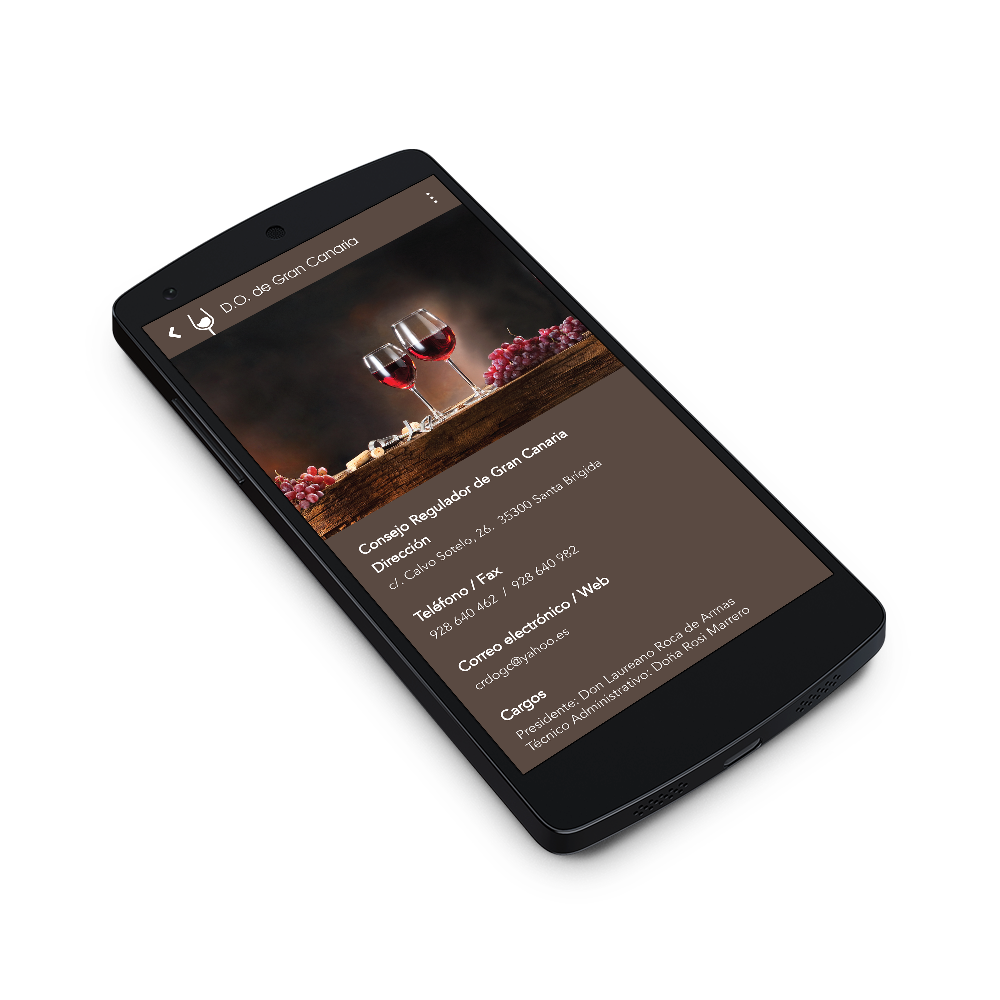 D.O. de Gran Canaria
Consejo Regulador de Gran Canaria
Dirección
c/. Calvo Sotelo, 26. 35300 Santa Brígida
Teléfono / Fax
928 640 462 / 928 640 982
Correo electrónico / Web
crdogc@yahoo.es
Cargos
Presidente: Don Laureano Roca de Armas
Técnico Administrativo: Doña Rosi Marrero